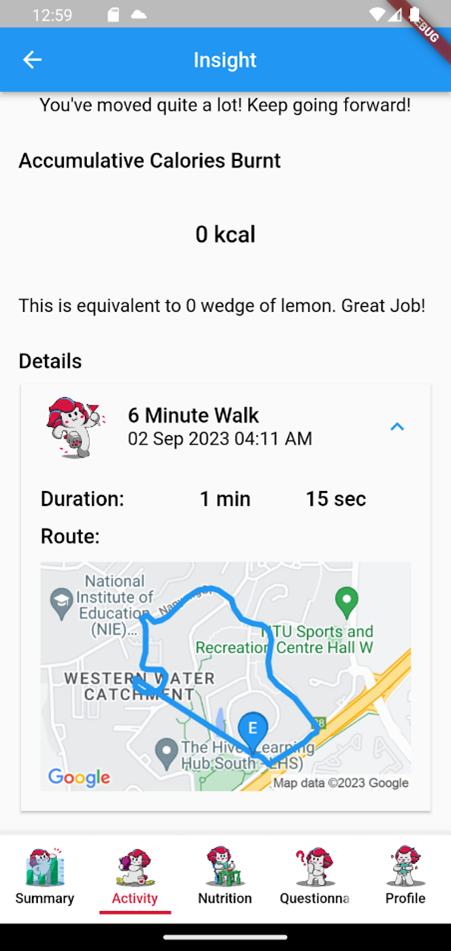 12:59
DEBUG
Insight
You've moved quite a lot! Keep going forward!
Accumulative Calories Burnt
0 kcal
This is equivalent to 0 wedge of lemon. Great Job!
Details
6 Minute Walk
02 Sep 2023 04:11 AM
Duration: 1 min 15 sec
Route:
National
Institute of
Education
(NIE)...
NTU Sports and
Recreation Centre Hall W
WESTERN WATER
CATCHMENT
E
The Hive Learning
Hub South - LHS)
Google
Map data ©2023 Google
Summary
Activity
Nutrition
Questionna
Profile